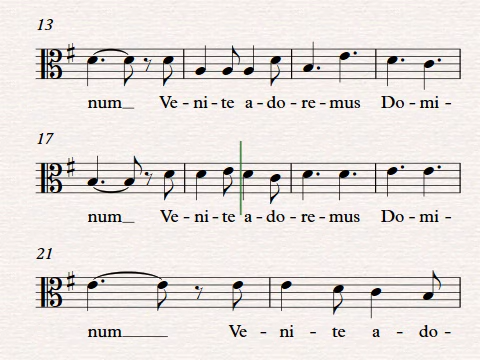 13
num_ Ve - ni - te a - do - re - mus Do - mi -
17
num_ Ve - ni - te a - do - re - mus Do - mi -
21
num_____ Ve - ni - te a - do -